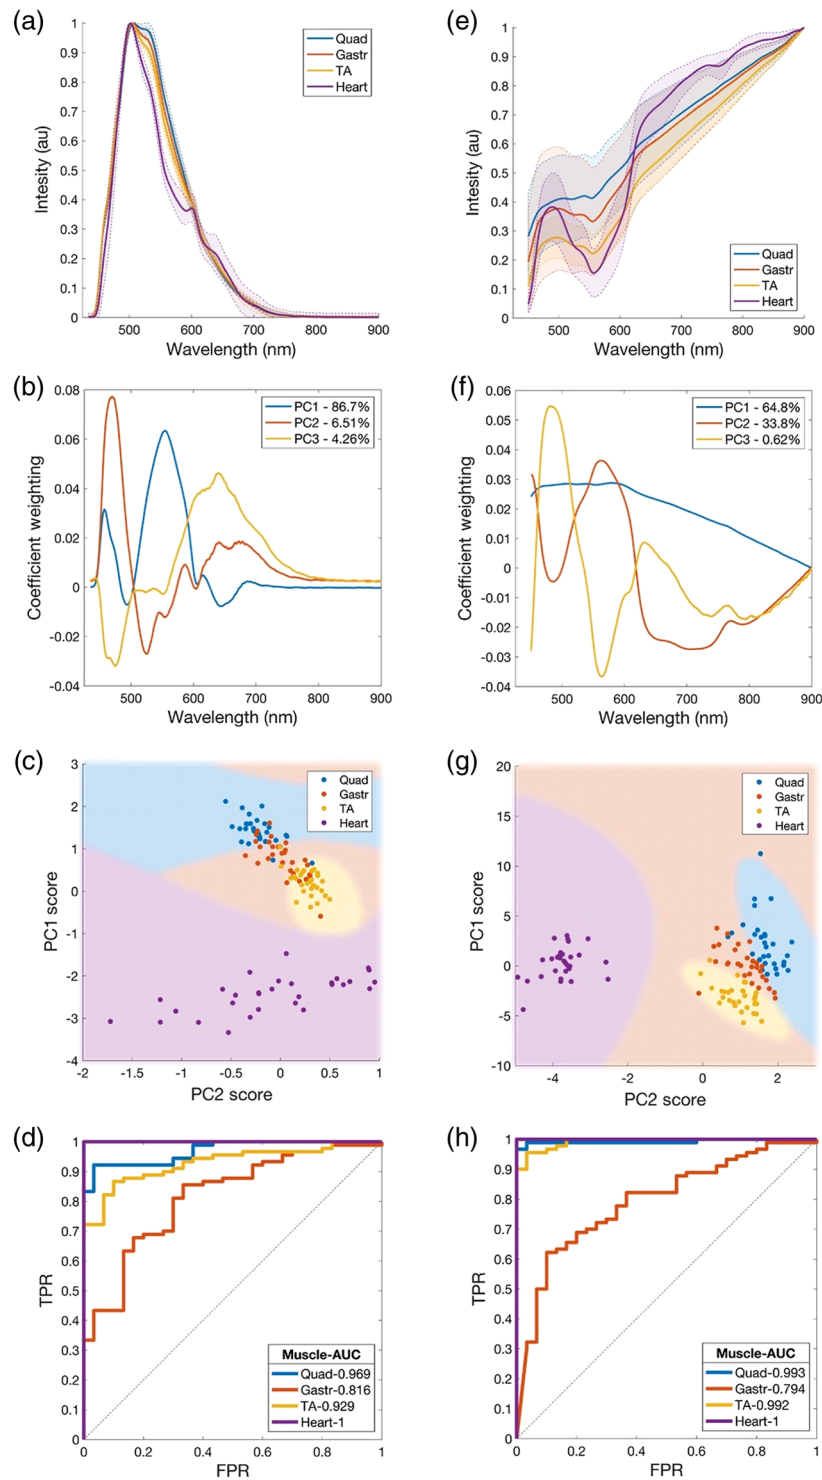 (a)
1
0.9
0.8
0.7
0.6
0.5
0.4
0.3
0.2
0.1
0
Intesity (au)
Quad
Gastr
TA
Heart
500 600 700 800 900
Wavelength (nm)
(e)
1
0.9
0.8
0.7
0.6
0.5
0.4
0.3
0.2
0.1
0
Intesity (au)
Quad
Gastr
TA
Heart
500 600 700 800 900
Wavelength (nm)
(b)
0.08
0.06
0.04
0.02
0
-0.02
-0.04
Coefficient weighting
PC1 - 86.7%
PC2 - 6.51%
PC3 - 4.26%
500 600 700 800 900
Wavelength (nm)
(f)
0.06
0.05
0.04
0.03
0.02
0.01
0
-0.01
-0.02
-0.03
-0.04
Coefficient weighting
PC1 - 64.8%
PC2 - 33.8%
PC3 - 0.62%
500 600 700 800 900
Wavelength (nm)
(c)
3
2
1
0
-1
-2
-3
-4
PC1 score
Quad
Gastr
TA
Heart
-2 -1.5 -1 -0.5 0 0.5 1
PC2 score
(g)
20
15
10
5
0
-5
-10
PC1 score
Quad
Gastr
TA
Heart
-4 -2 0 2
PC2 score
(d)
1
0.9
0.8
0.7
0.6
0.5
0.4
0.3
0.2
0.1
0
TPR
Muscle-AUC
Quad-0.969
Gastr-0.816
TA-0.929
Heart-1
0 0.2 0.4 0.6 0.8 1
FPR
(h)
1
0.9
0.8
0.7
0.6
0.5
0.4
0.3
0.2
0.1
0
TPR
Muscle-AUC
Quad-0.993
Gastr-0.794
TA-0.992
Heart-1
0 0.2 0.4 0.6 0.8 1
FPR